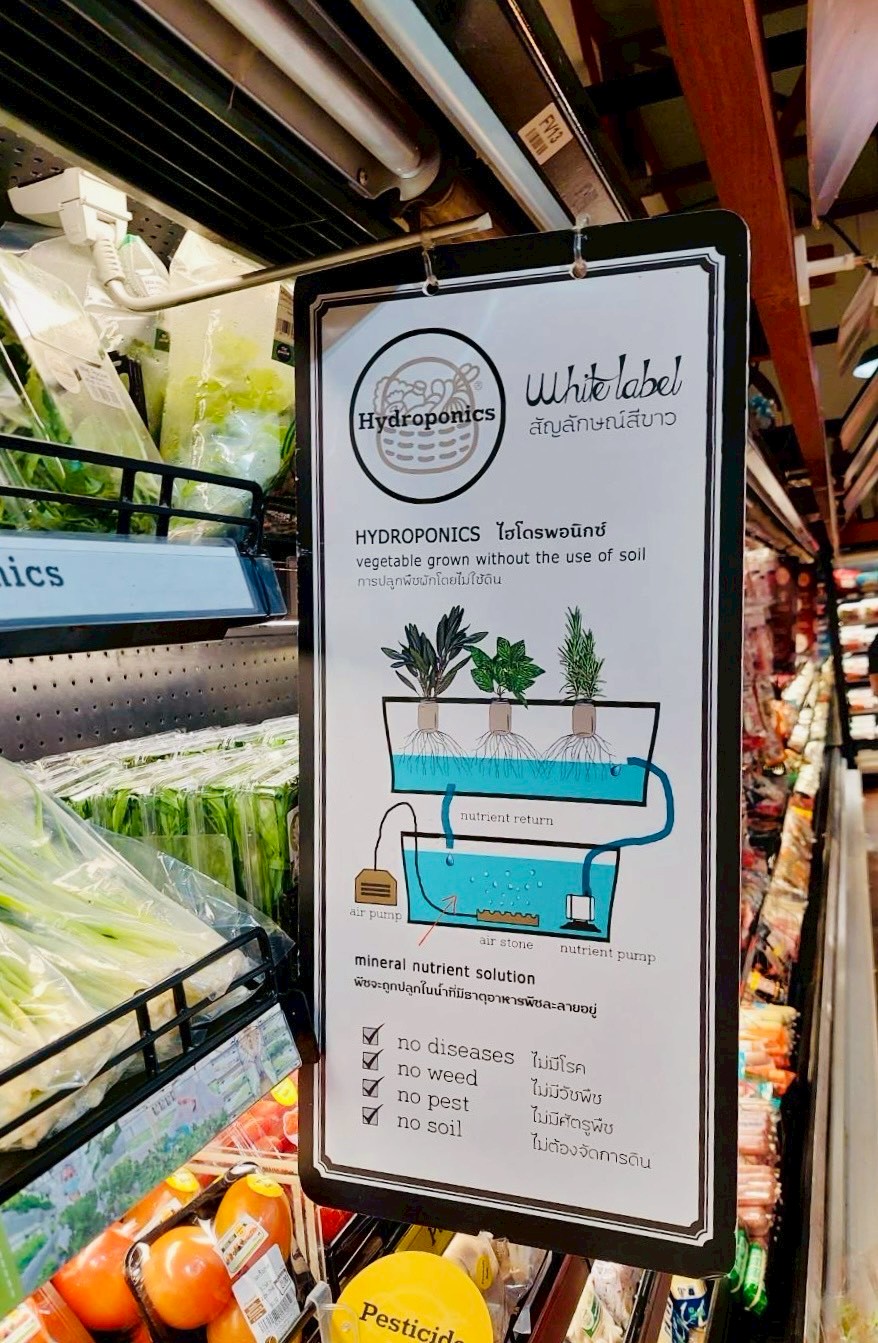 FV13
Hydroponics
®
White label
สัญลักษณ์สีขาว
HYDROPONICS ไฮโดรพอนิกซ์
vegetable grown without the use of soil
การปลูกพืชผักโดยไม่ใช้ดิน
nics
nutrient return
air pump
air stone
nutrient pump
mineral nutrient solution
พืชจะถูกปลูกในน้ำที่มีธาตุอาหารพืชละลายอยู่
no diseases ไม่มีโรค
no weed ไม่มีวัชพืช
no pest ไม่มีศัตรูพืช
no soil ไม่ต้องจัดการดิน
Pesticide